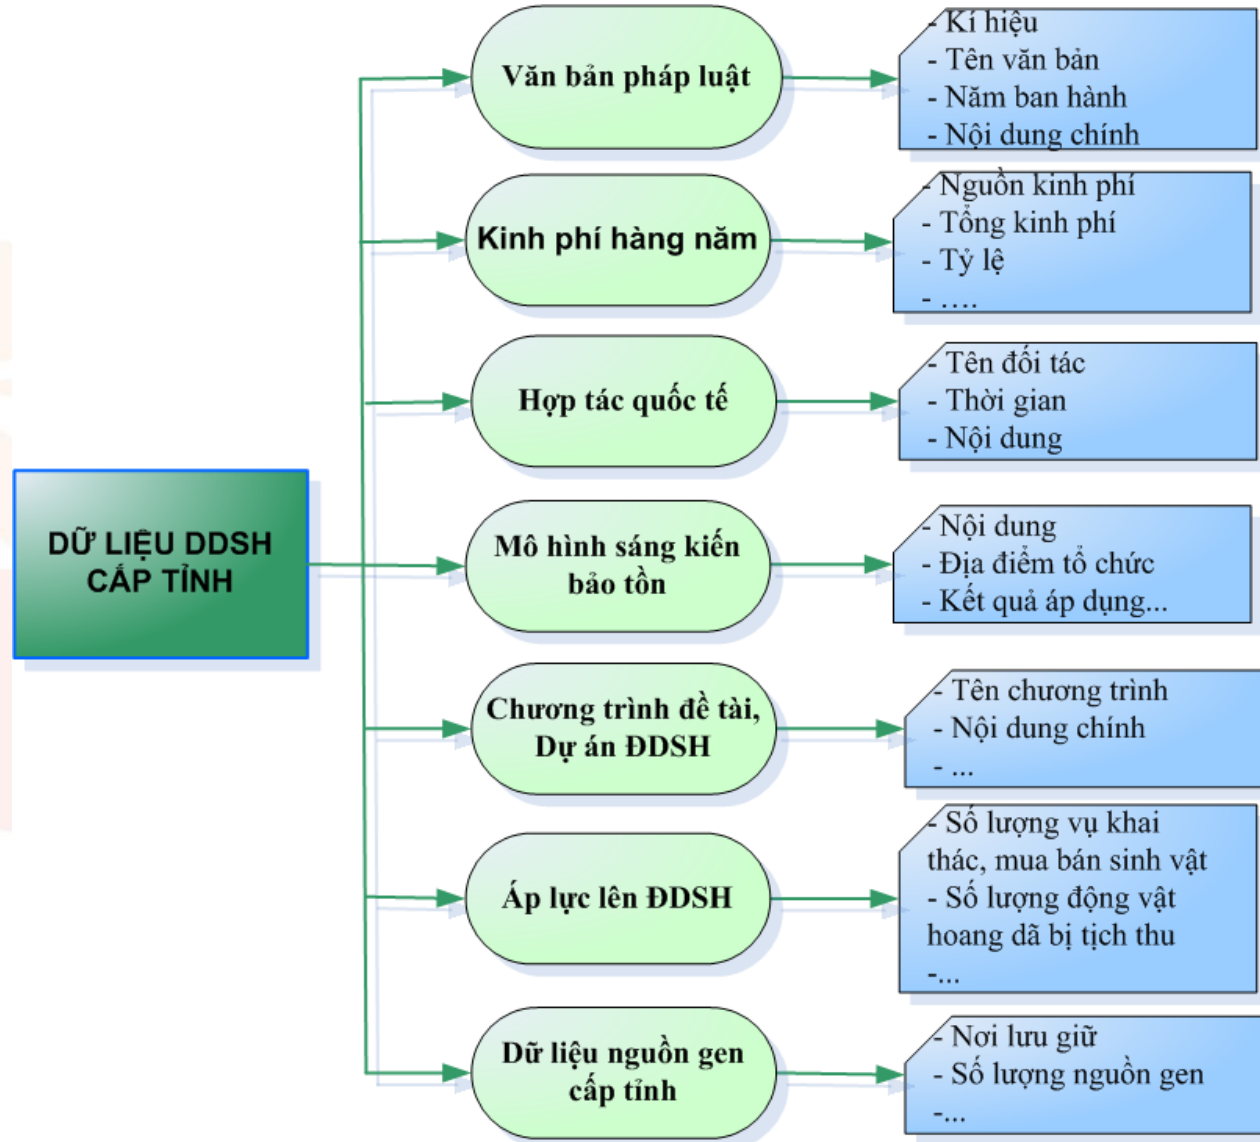 DỮ LIỆU DDSH
CẤP TỈNH
Văn bản pháp luật
- Kí hiệu
- Tên văn bản
- Năm ban hành
- Nội dung chính
Kinh phí hàng năm
- Nguồn kinh phí
- Tổng kinh phí
- Tỷ lệ
- ....
Hợp tác quốc tế
- Tên đối tác
- Thời gian
- Nội dung
Mô hình sáng kiến
bảo tồn
- Nội dung
- Địa điểm tổ chức
- Kết quả áp dụng...
Chương trình đề tài,
Dự án ĐDSH
- Tên chương trình
- Nội dung chính
- ...
Áp lực lên ĐDSH
- Số lượng vụ khai
thác, mua bán sinh vật
- Số lượng động vật
hoang dã bị tịch thu
-...
Dữ liệu nguồn gen
cấp tỉnh
- Nơi lưu giữ
- Số lượng nguồn gen
-...